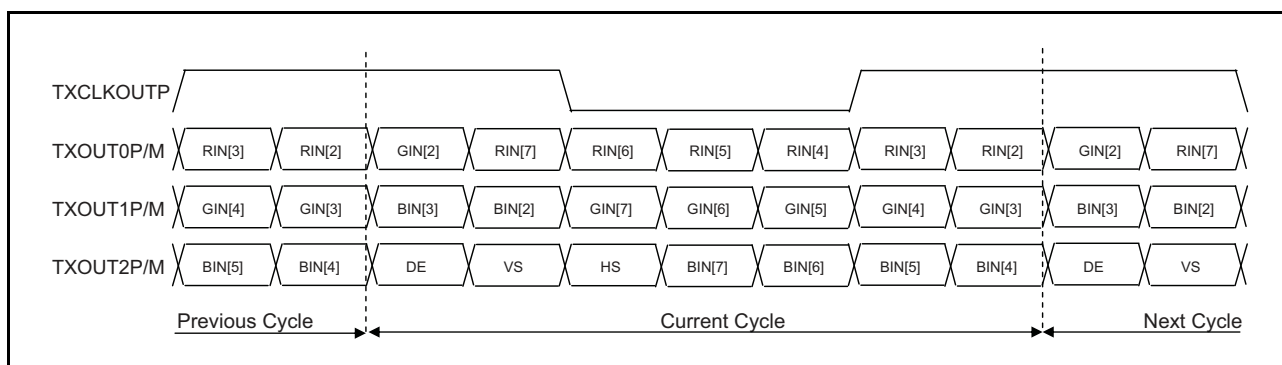 TXCLKOUTP
TXOUT0P/M RIN[3] RIN[2] GIN[2] RIN[7] RIN[6] RIN[5] RIN[4] RIN[3] RIN[2] GIN[2] RIN[7]
TXOUT1P/M GIN[4] GIN[3] BIN[3] BIN[2] GIN[7] GIN[6] GIN[5] GIN[4] GIN[3] BIN[3] BIN[2]
TXOUT2P/M BIN[5] BIN[4] DE VS HS BIN[7] BIN[6] BIN[5] BIN[4] DE VS
Previous Cycle Current Cycle Next Cycle